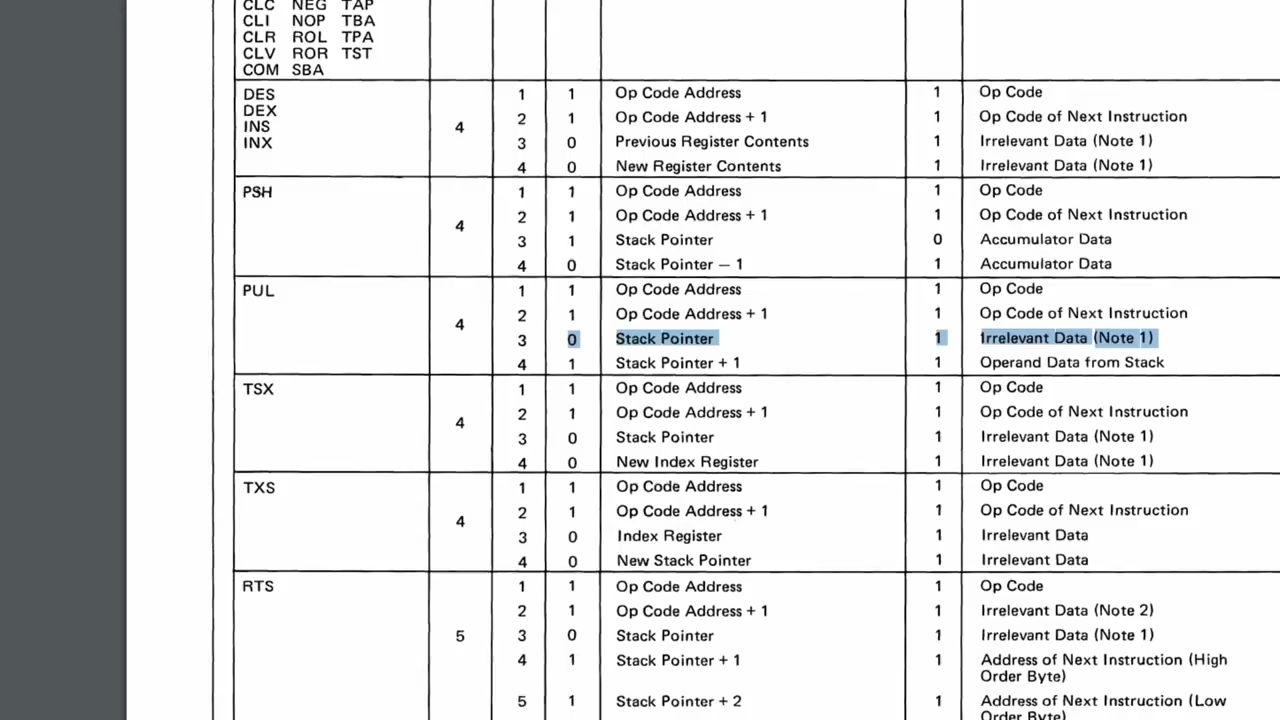 CLC NEG TAP
CLI NOP TBA
CLR ROL TPA
CLV ROR TST
COM SBA
DES 1 1 Op Code Address 1 Op Code
DEX 2 1 Op Code Address + 1 1 Op Code of Next Instruction
INS 4
INX 3 0 Previous Register Contents 1 Irrelevant Data (Note 1)
4 0 New Register Contents 1 Irrelevant Data (Note 1)
PSH 1 1 Op Code Address 1 Op Code
4 2 1 Op Code Address + 1 1 Op Code of Next Instruction
3 1 Stack Pointer 0 Accumulator Data
4 0 Stack Pointer – 1 1 Accumulator Data
PUL 1 1 Op Code Address 1 Op Code
4 2 1 Op Code Address + 1 1 Op Code of Next Instruction
3 0 Stack Pointer 1 Irrelevant Data (Note 1)
4 1 Stack Pointer + 1 1 Operand Data from Stack
TSX 1 1 Op Code Address 1 Op Code
4 2 1 Op Code Address + 1 1 Op Code of Next Instruction
3 0 Stack Pointer 1 Irrelevant Data (Note 1)
4 0 New Index Register 1 Irrelevant Data (Note 1)
TXS 1 1 Op Code Address 1 Op Code
4 2 1 Op Code Address + 1 1 Op Code of Next Instruction
3 0 Index Register 1 Irrelevant Data
4 0 New Stack Pointer 1 Irrelevant Data
RTS 1 1 Op Code Address 1 Op Code
2 1 Op Code Address + 1 1 Irrelevant Data (Note 2)
5 3 0 Stack Pointer 1 Irrelevant Data (Note 1)
4 1 Stack Pointer + 1 1 Address of Next Instruction (High
Order Byte)
5 1 Stack Pointer + 2 1 Address of Next Instruction (Low
Order Byte)